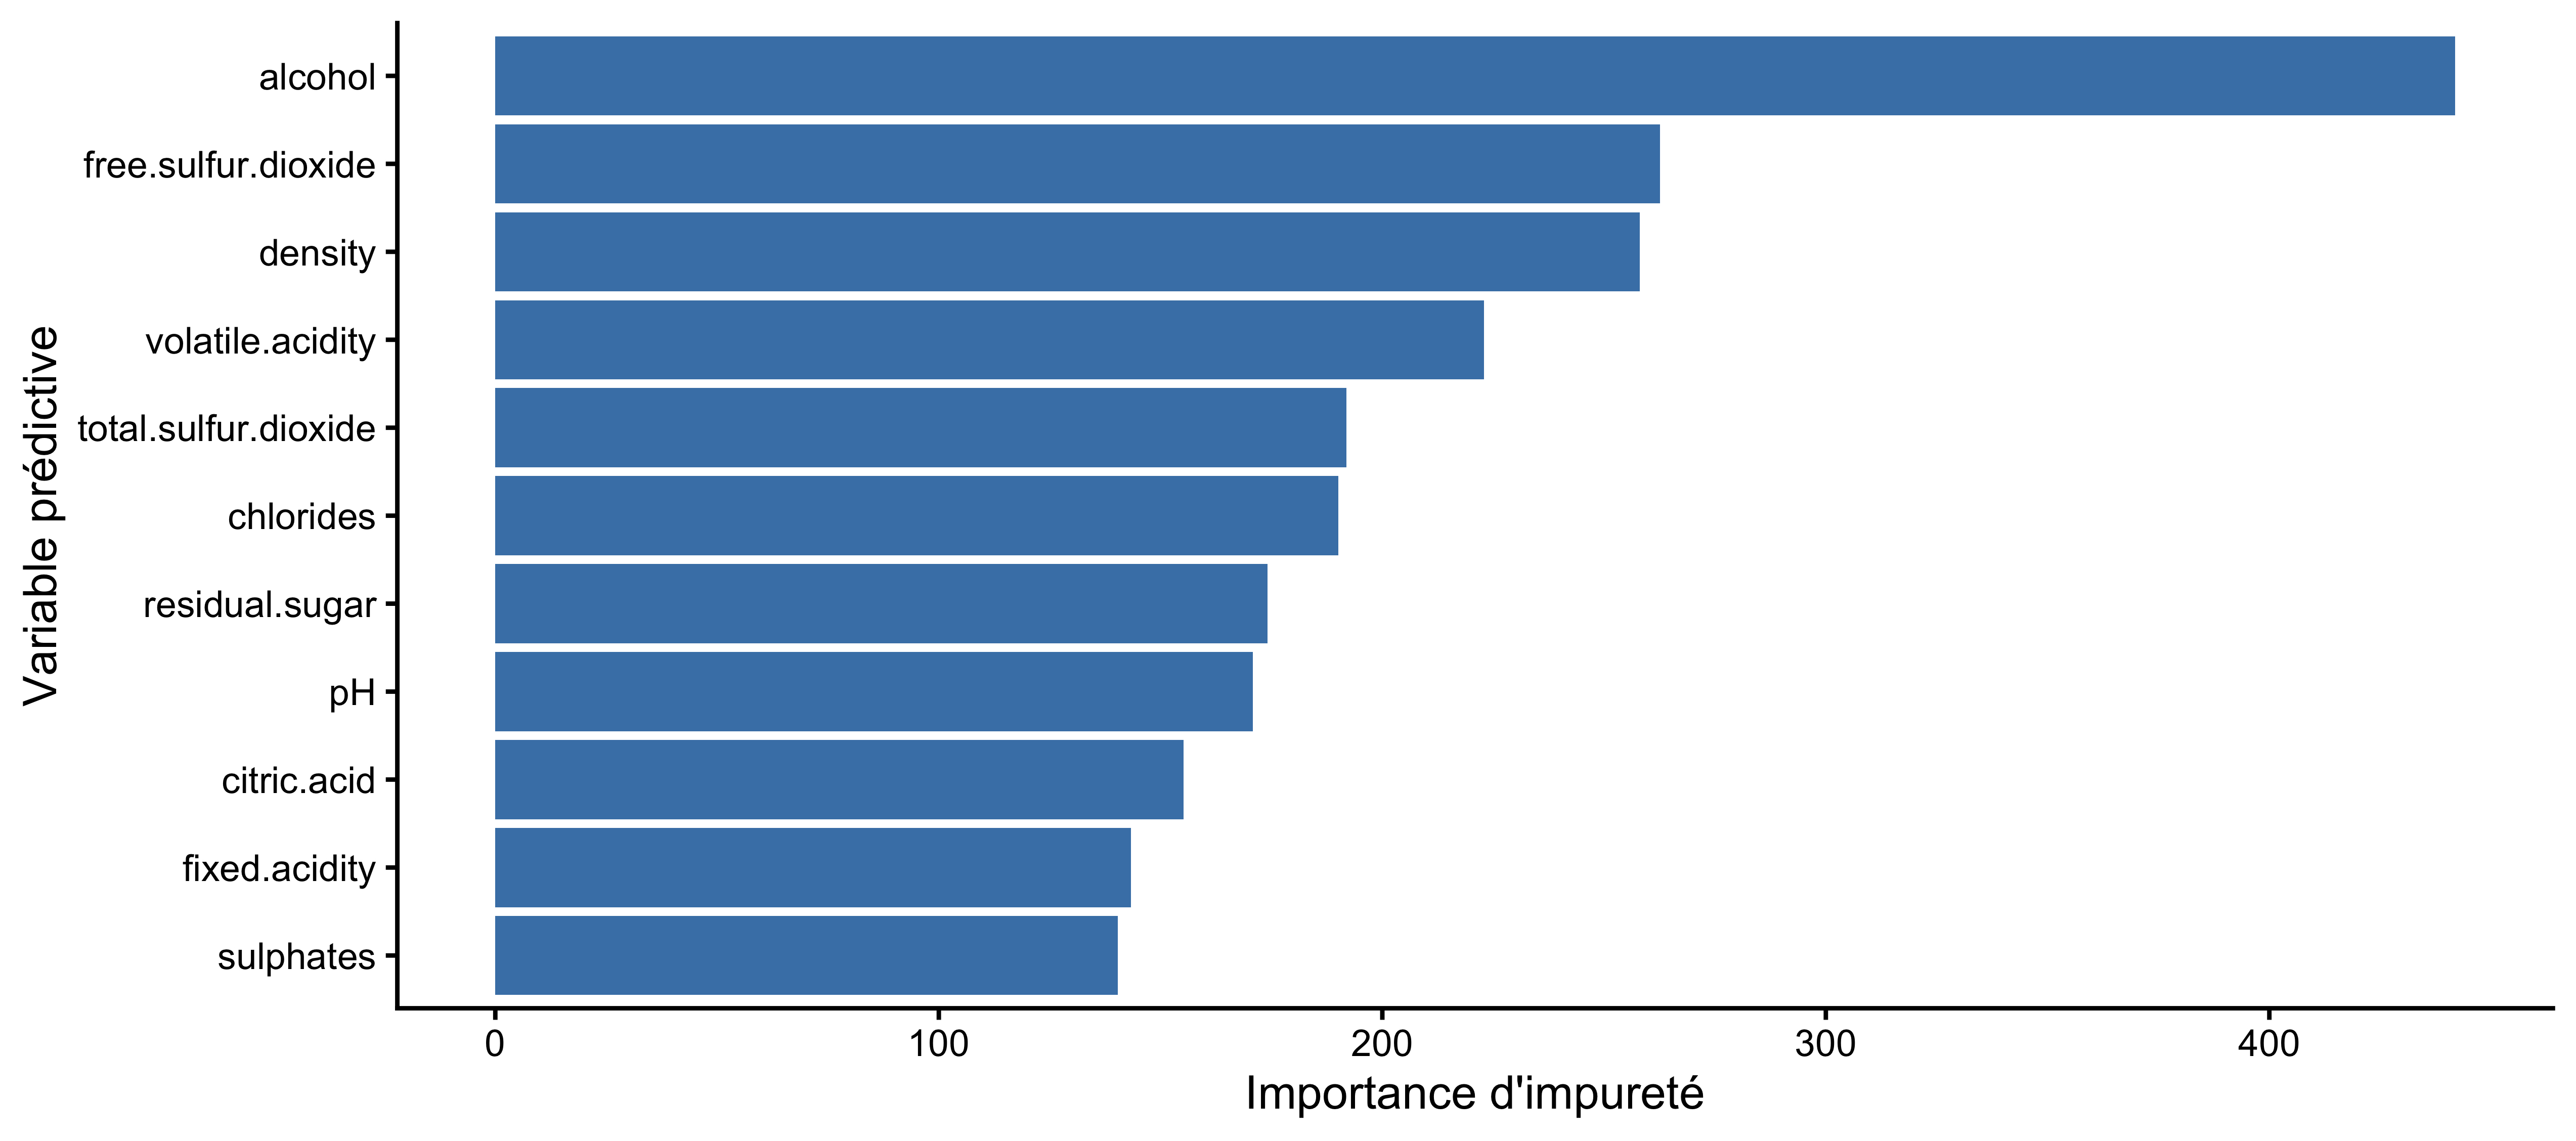 Variable prédictive
alcohol
free.sulfur.dioxide
density
volatile.acidity
total.sulfur.dioxide
chlorides
residual.sugar
pH
citric.acid
fixed.acidity
sulphates
0 100 200 300 400
Importance d'impureté